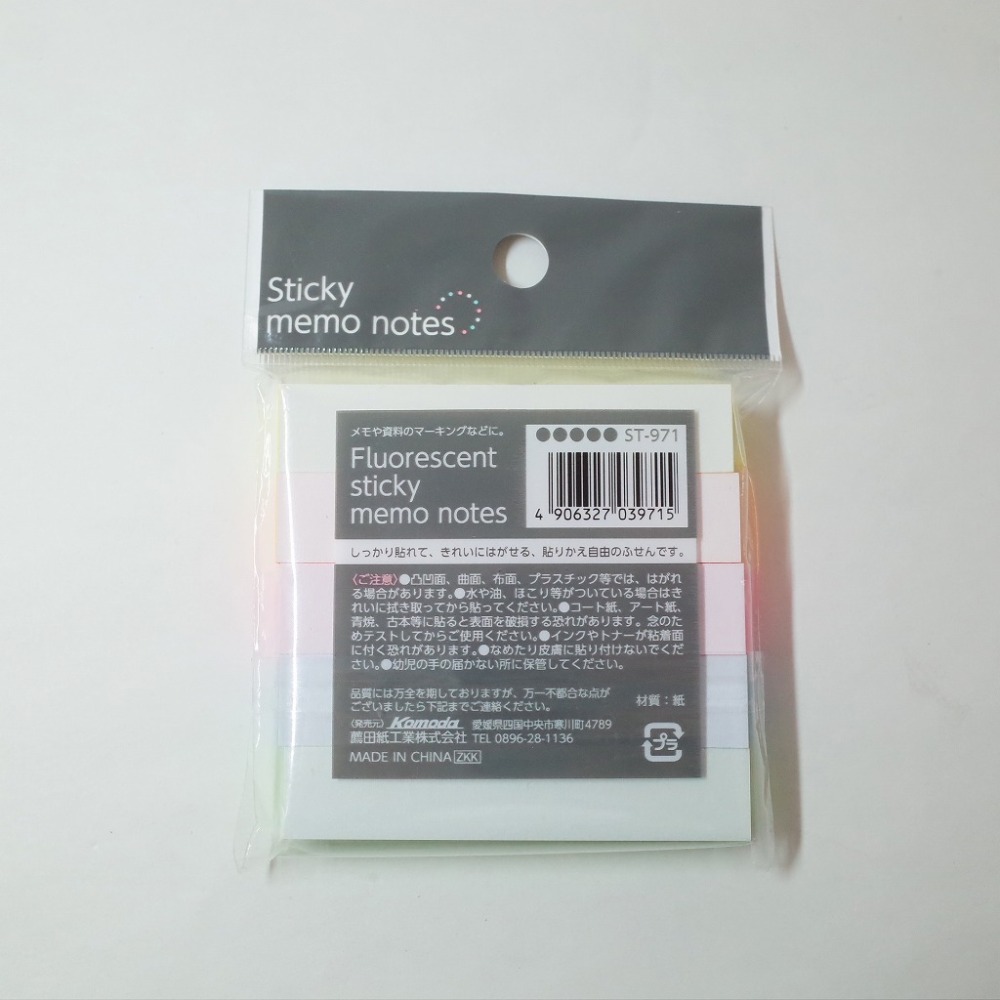 Sticky
memo notes
メモや資料のマーキングなどに。
●●●●● ST-971
Fluorescent
sticky
memo notes
4 906327 039715
しっかり貼れて、きれいにはがせる、貼りかえ自由のふせんです。
〈ご注意〉●凸凹面、曲面、布面、プラスチック等では、はがれ
る場合があります。●水や油、ほこり等がついている場合はき
れいに拭き取ってから貼ってください。●コート紙、アート紙、
青焼、古本等に貼ると表面を破損する恐れがあります。念のた
めテストしてからご使用ください。●インクやトナーが粘着面
に付く恐れがあります。●なめたり皮膚に貼り付けないでくだ
さい。●幼児の手の届かない所に保管してください。
品質には万全を期しておりますが、万一不都合な点が
ございましたら下記までご連絡ください。
材質：紙
〈発売元〉 Komoda 愛媛県四国中央市寒川町4789
薦田紙工業株式会社 TEL 0896-28-1136
プラ
MADE IN CHINA ZKK